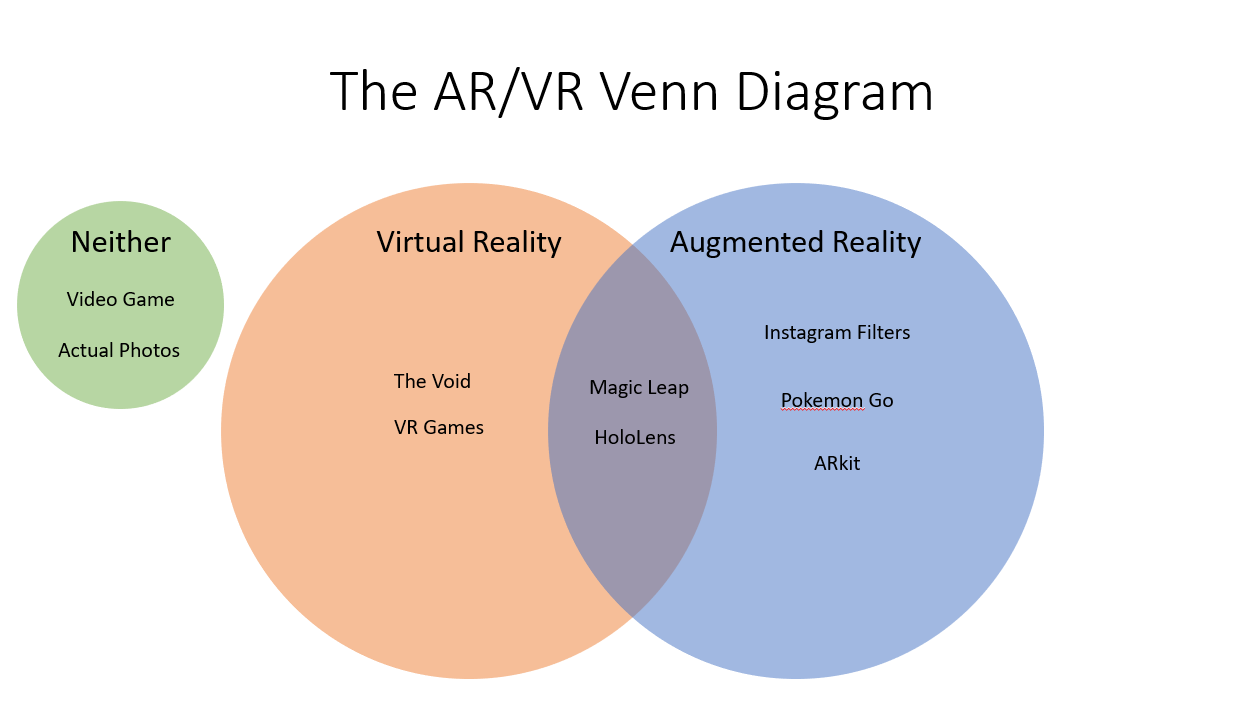 The AR/VR Venn Diagram
Neither
Video Game
Actual Photos
Virtual Reality
The Void
VR Games
Magic Leap
HoloLens
Augmented Reality
Instagram Filters
Pokemon Go
ARkit